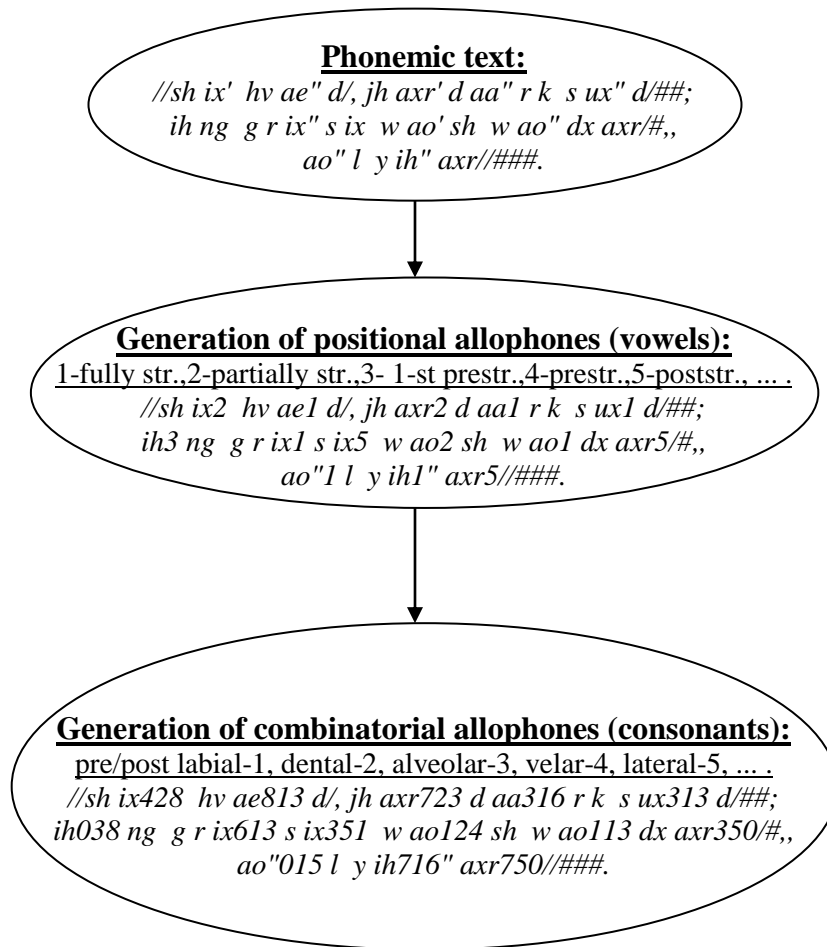 Phonemic text:
//sh ix' hv ae" d/, jh axr' d aa" r k s ux" d/##;
ih ng g r ix" s ix w ao' sh w ao" dx axr/#,,
ao" l y ih" axr//###.
Generation of positional allophones (vowels):
1-fully str.,2-partially str.,3- 1-st prestr.,4-prestr.,5-poststr., ... .
//sh ix2 hv ae1 d/, jh axr2 d aa1 r k s ux1 d/##;
ih3 ng g r ix1 s ix5 w ao2 sh w ao1 dx axr5/#,,
ao"1 l y ih1" axr5//###.
Generation of combinatorial allophones (consonants):
pre/post labial-1, dental-2, alveolar-3, velar-4, lateral-5, ... .
//sh ix428 hv ae813 d/, jh axr723 d aa316 r k s ux313 d/##;
ih038 ng g r ix613 s ix351 w ao124 sh w ao113 dx axr350/#,,
ao"015 l y ih716" axr750//###.